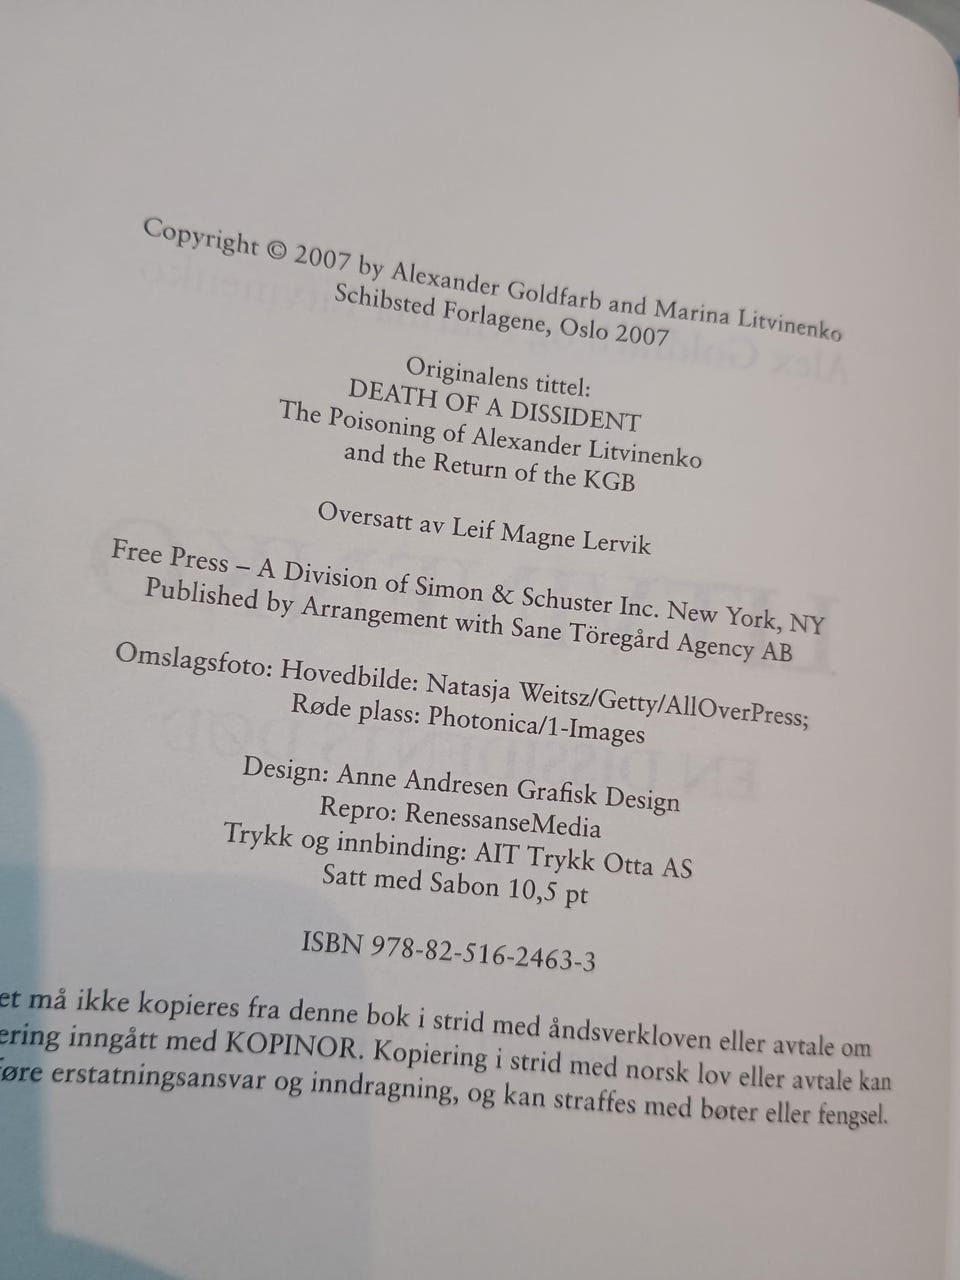 Copyright © 2007 by Alexander Goldfarb and Marina Litvinenko
Schibsted Forlagene, Oslo 2007
Originalens tittel:
DEATH OF A DISSIDENT
The Poisoning of Alexander Litvinenko
and the Return of the KGB
Oversatt av Leif Magne Lervik
Free Press – A Division of Simon & Schuster Inc. New York, NY
Published by Arrangement with Sane Töregård Agency AB
Omslagsfoto: Hovedbilde: Natasja Weitsz/Getty/AllOverPress;
Røde plass: Photonica/1-Images
Design: Anne Andresen Grafisk Design
Repro: RenessanseMedia
Trykk og innbinding: AIT Trykk Otta AS
Satt med Sabon 10,5 pt
ISBN 978-82-516-2463-3
et må ikke kopieres fra denne bok i strid med åndsverkloven eller avtale om
ering inngått med KOPINOR. Kopiering i strid med norsk lov eller avtale kan
føre erstatningsansvar og inndragning, og kan straffes med bøter eller fengsel.